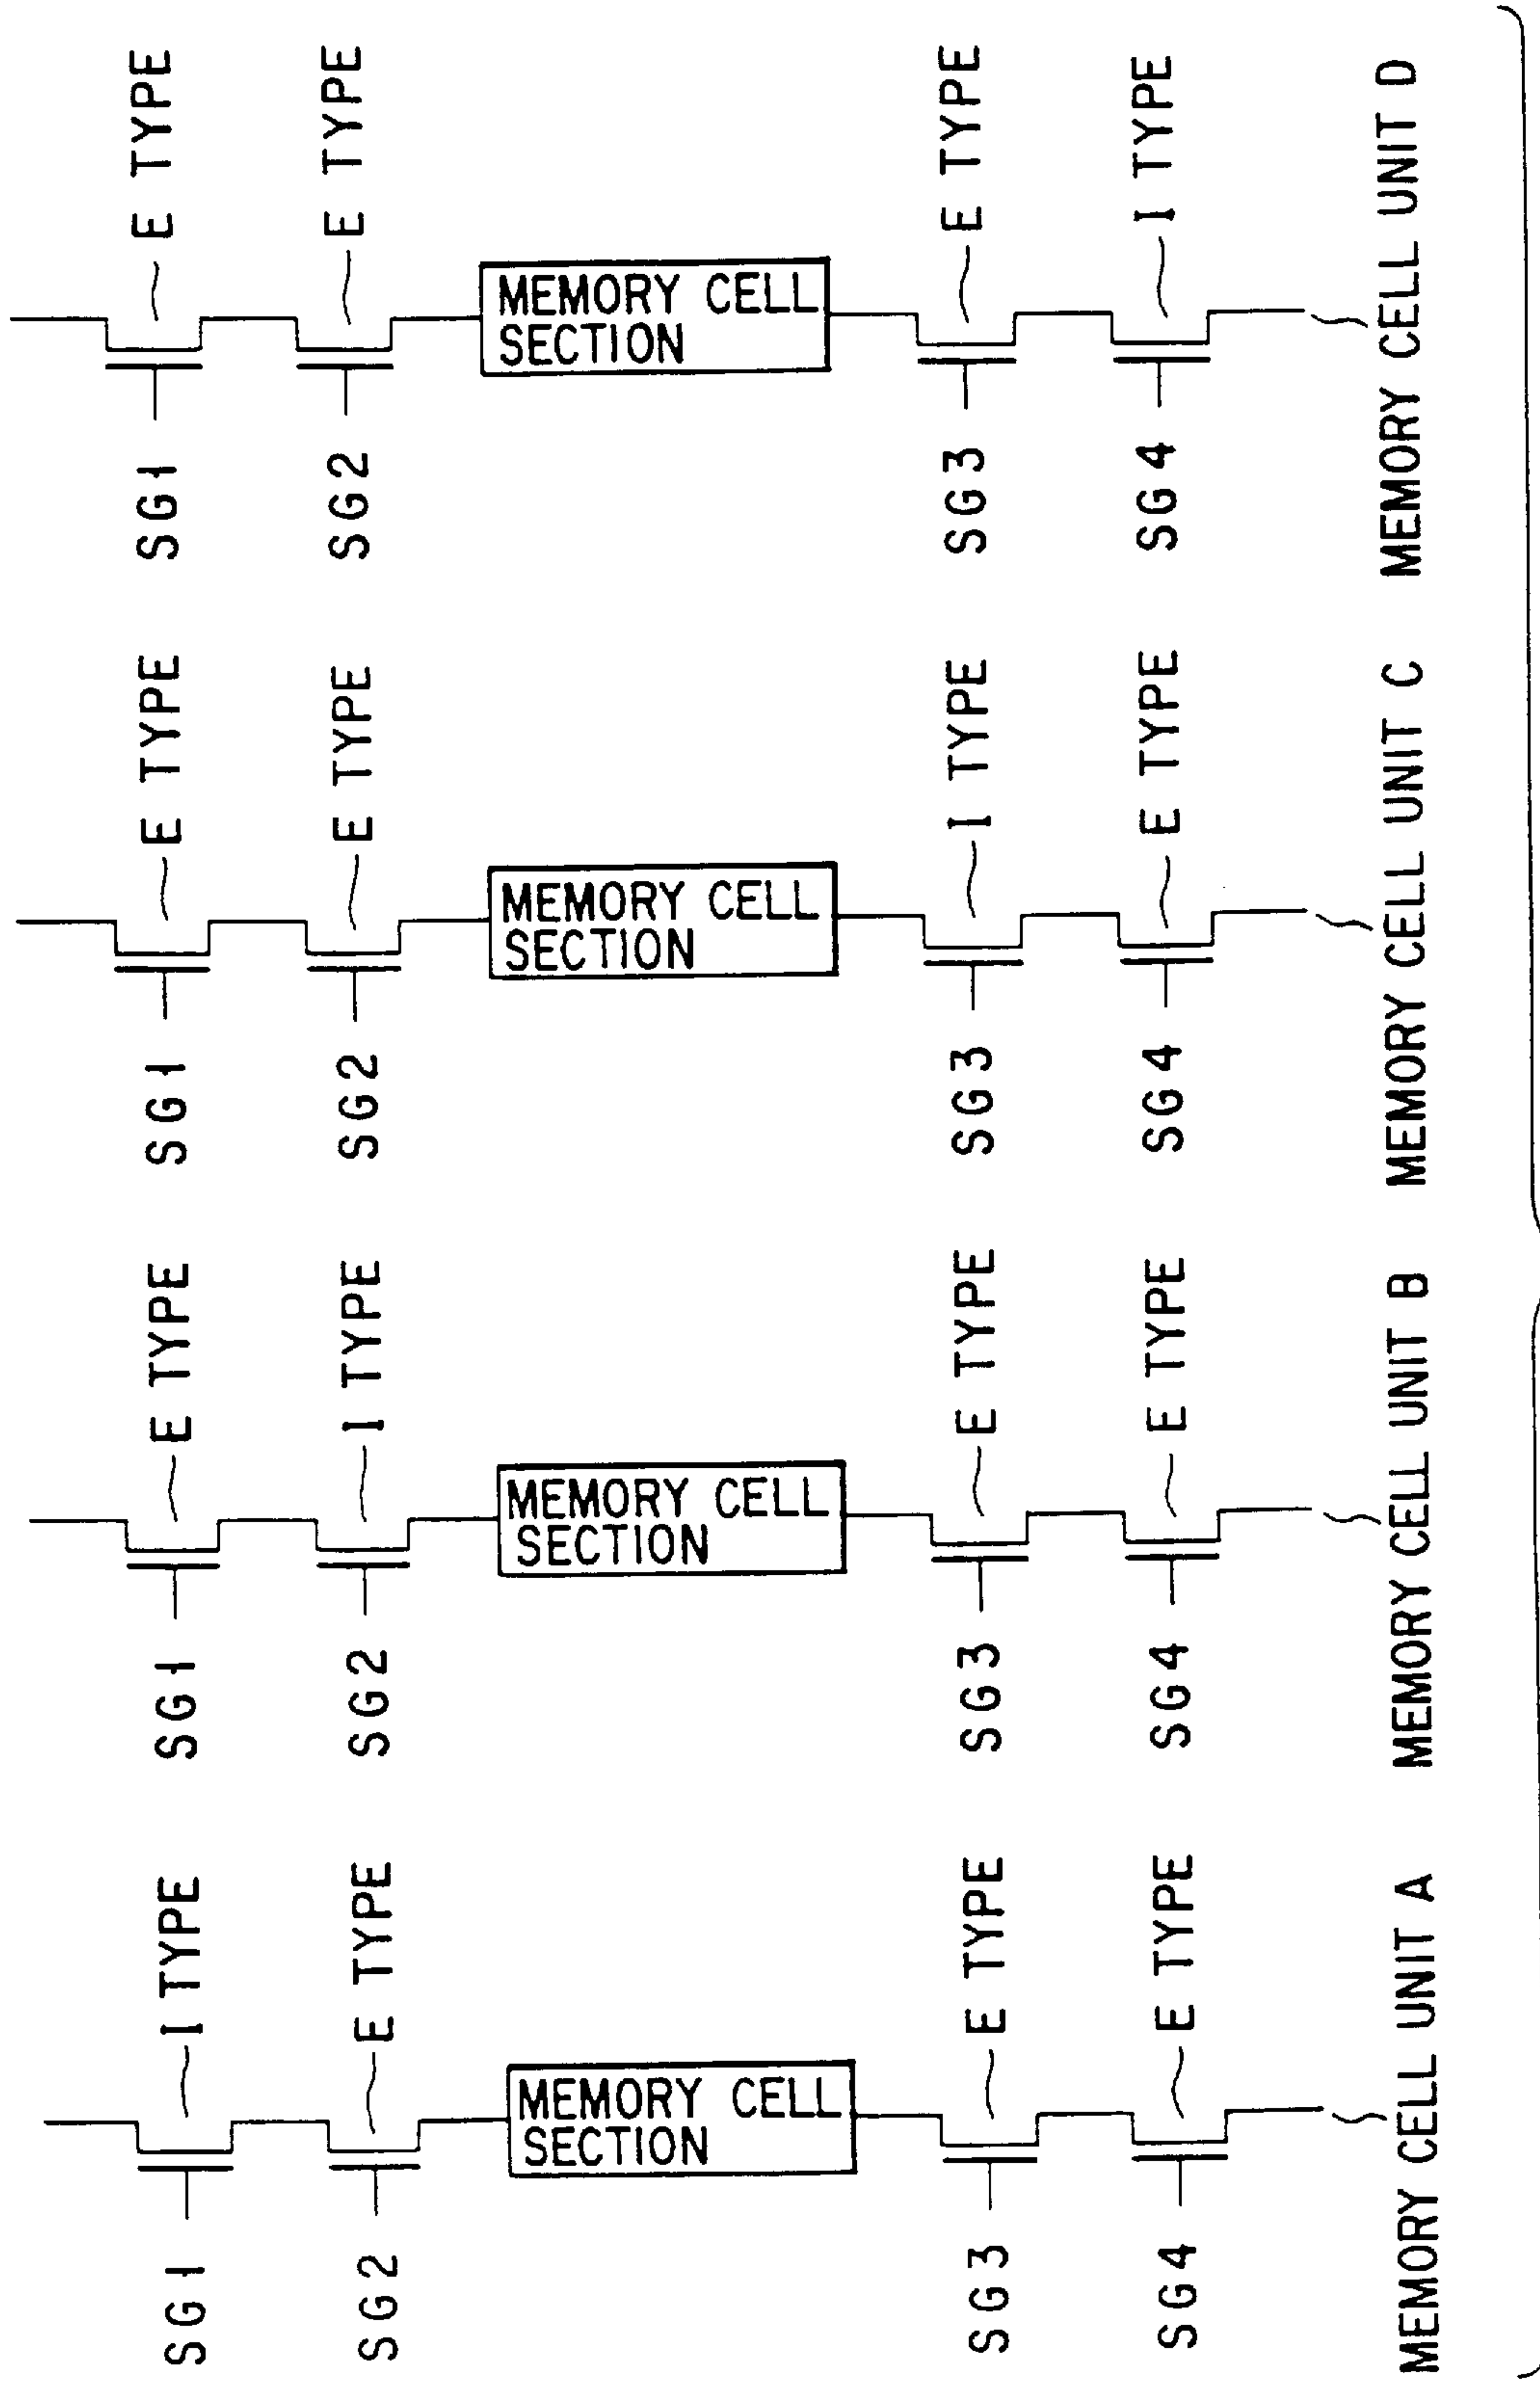 SG1
I TYPE
SG2
E TYPE
MEMORY CELL
SECTION
SG3
E TYPE
SG4
E TYPE
MEMORY CELL UNIT A
SG1
E TYPE
SG2
I TYPE
MEMORY CELL
SECTION
SG3
E TYPE
SG4
E TYPE
MEMORY CELL UNIT B
SG1
E TYPE
SG2
E TYPE
MEMORY CELL
SECTION
SG3
I TYPE
SG4
E TYPE
MEMORY CELL UNIT C
SG1
E TYPE
SG2
E TYPE
MEMORY CELL
SECTION
SG3
E TYPE
SG4
I TYPE
MEMORY CELL UNIT D